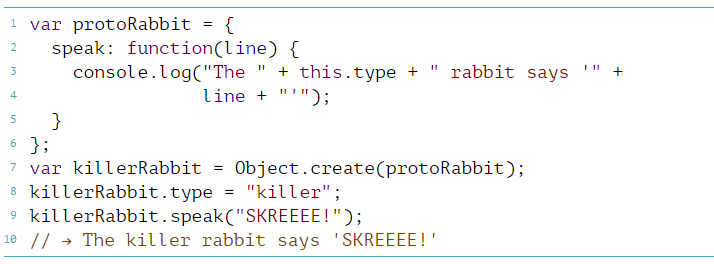 1 var protoRabbit = {
2   speak: function(line) {
3     console.log("The " + this.type + " rabbit says '" +
4                 line + "'");
5   }
6 };
7 var killerRabbit = Object.create(protoRabbit);
8 killerRabbit.type = "killer";
9 killerRabbit.speak("SKREEEE!");
10 // → The killer rabbit says 'SKREEEE!'